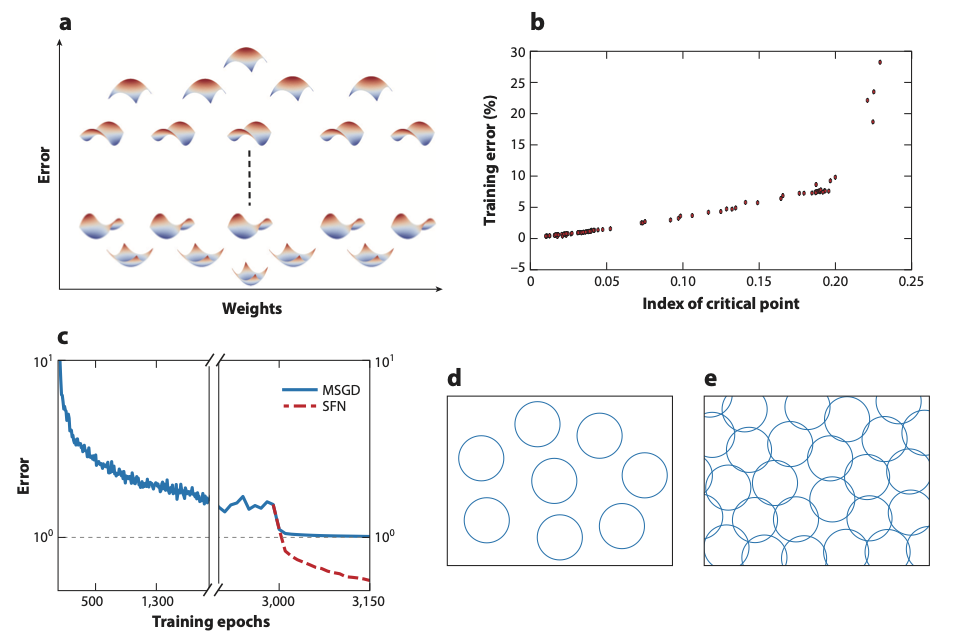 a
Error
Weights
b
30
25
20
15
10
5
0
−5
Training error (%)
0
0.05
0.10
0.15
0.20
0.25
Index of critical point
c
10¹
10⁰
Error
10¹
10⁰
MSGD
SFN
500
1,300
3,000
3,150
Training epochs
d
e